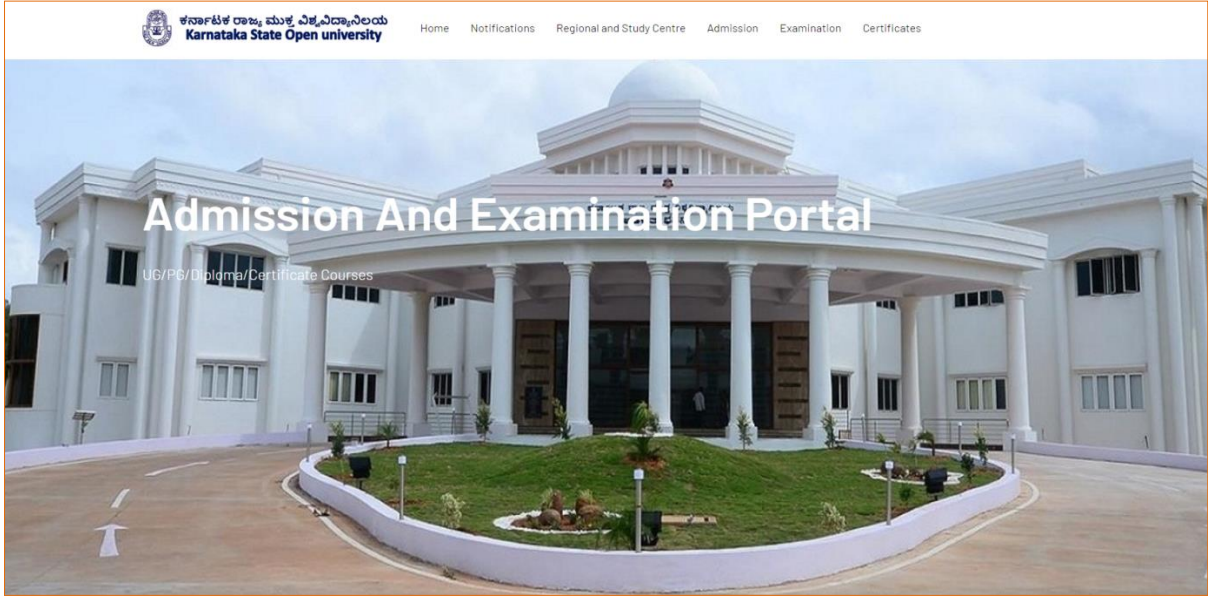 ಕರ್ನಾಟಕ ರಾಜ್ಯ ಮುಕ್ತ ವಿಶ್ವವಿದ್ಯಾನಿಲಯ
Karnataka State Open university
Home Notifications Regional and Study Centre Admission Examination Certificates
Admission And Examination Portal
UG/PG/Diploma/Certificate Courses